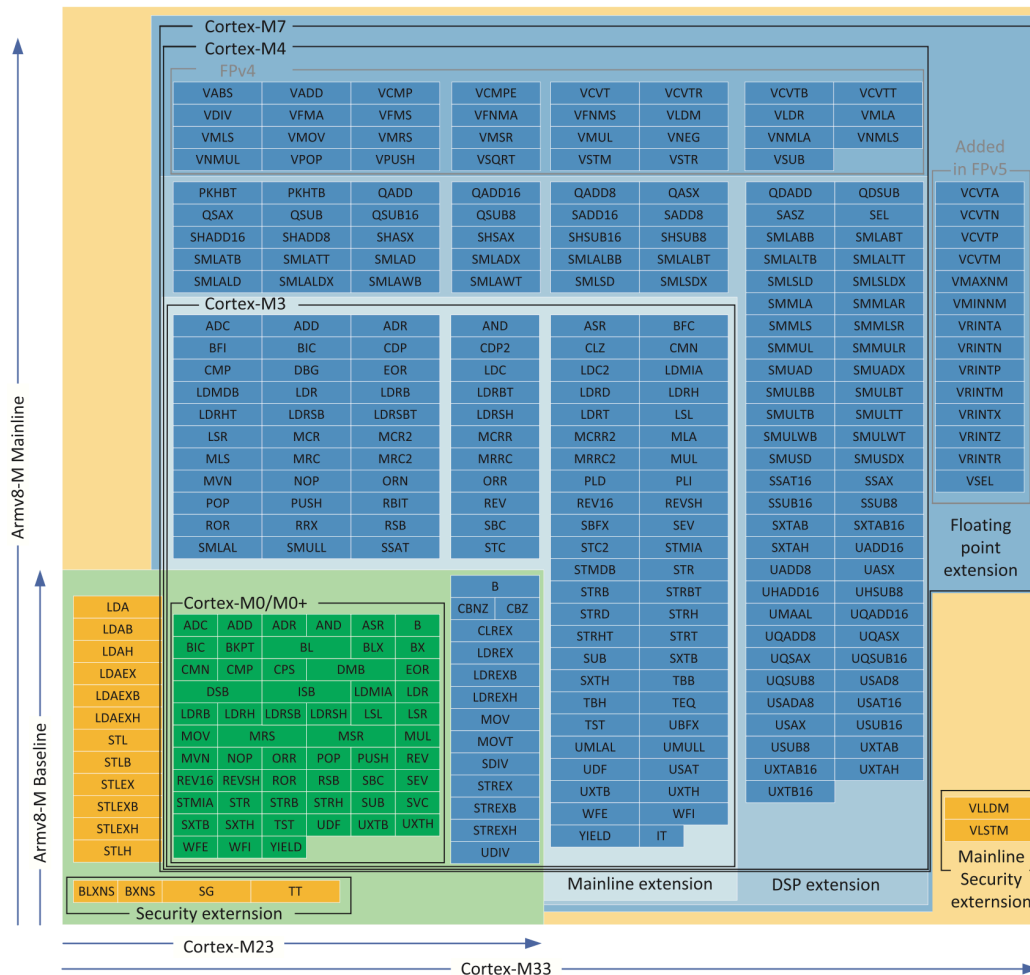 Cortex-M7
Cortex-M4
FPv4
VABS VADD VCMP VCMPE VCVT VCVTR VCVTB VCVTT
VDIV VFMA VFMS VFNMA VFNMS VLDM VLDR VMLA
VMLS VMOV VMRS VMSR VMUL VNEG VNMLA VNMLS
VNMUL VPOP VPUSH VSQRT VSTM VSTR VSUB
PKHBT PKHTB QADD QADD16 QADD8 QASX QDADD QDSUB
QSAX QSUB QSUB16 QSUB8 SADD16 SADD8 SASZ SEL
SHADD16 SHADD8 SHASX SHSAX SHSUB16 SHSUB8 SMLABB SMLABT
SMLATB SMLATT SMLAD SMLADX SMLALBB SMLALBT SMLALTB SMLALTT
SMLALD SMLALDX SMLAWB SMLAWT SMLSD SMLSDX SMLSLD SMLSLDX
SMMLA SMMLAR
SMMLS SMMLSR
SMMUL SMMULR
SMUAD SMUADX
SMULBB SMULBT
SMULTB SMULTT
SMULWB SMULWT
SMUSD SMUSDX
SSAT16 SSAX
SSUB16 SSUB8
SXTAB SXTAB16
SXTAH UADD16
UADD8 UASX
UHADD16 UHSUB8
UMAAL UQADD16
UQADD8 UQASX
UQSAX UQSUB16
UQSUB8 USAD8
USADA8 USAT16
USAX USUB16
USUB8 UXTAB
UXTAB16 UXTAH
UXTB16
DSP extension
Added
in FPv5
VCVTA
VCVTN
VCVTP
VCVTM
VMAXNM
VMINNM
VRINTA
VRINTN
VRINTP
VRINTM
VRINTX
VRINTZ
VRINTR
VSEL
Floating
point
extension
Cortex-M3
ADC ADD ADR AND ASR BFC
BFI BIC CDP CDP2 CLZ CMN
CMP DBG EOR LDC LDC2 LDMIA
LDMDB LDR LDRB LDRBT LDRD LDRH
LDRHT LDRSB LDRSBT LDRSH LDRT LSL
LSR MCR MCR2 MCRR MCRR2 MLA
MLS MRC MRC2 MRRC MRRC2 MUL
MVN NOP ORN ORR PLD PLI
POP PUSH RBIT REV REV16 REVSH
ROR RRX RSB SBC SBFX SEV
SMLAL SMULL SSAT STC STC2 STMIA
STMDB STR
STRB STRBT
STRD STRH
STRHT STRT
SUB SXTB
SXTH TBB
TBH TEQ
TST UBFX
UMLAL UMULL
UDF USAT
UXTB UXTH
WFE WFI
YIELD IT
Mainline extension
B
CBNZ CBZ
CLREX
LDREX
LDREXB
LDREXH
MOV
MOVT
SDIV
STREX
STREXB
STREXH
UDIV
Cortex-M0/M0+
ADC ADD ADR AND ASR B
BIC BKPT BL BLX BX
CMN CMP CPS DMB EOR
DSB ISB LDMIA LDR
LDRB LDRH LDRSB LDRSH LSL LSR
MOV MRS MSR MUL
MVN NOP ORR POP PUSH REV
REV16 REVSH ROR RSB SBC SEV
STMIA STR STRB STRH SUB SVC
SXTB SXTH TST UDF UXTB UXTH
WFE WFI YIELD
LDA
LDAB
LDAH
LDAEX
LDAEXB
LDAEXH
STL
STLB
STLEX
STLEXB
STLEXH
STLH
BLXNS BXNS SG TT
Security externsion
VLLDM
VLSTM
Mainline
Security
externsion
Armv8-M Mainline
Armv8-M Baseline
Cortex-M23
Cortex-M33